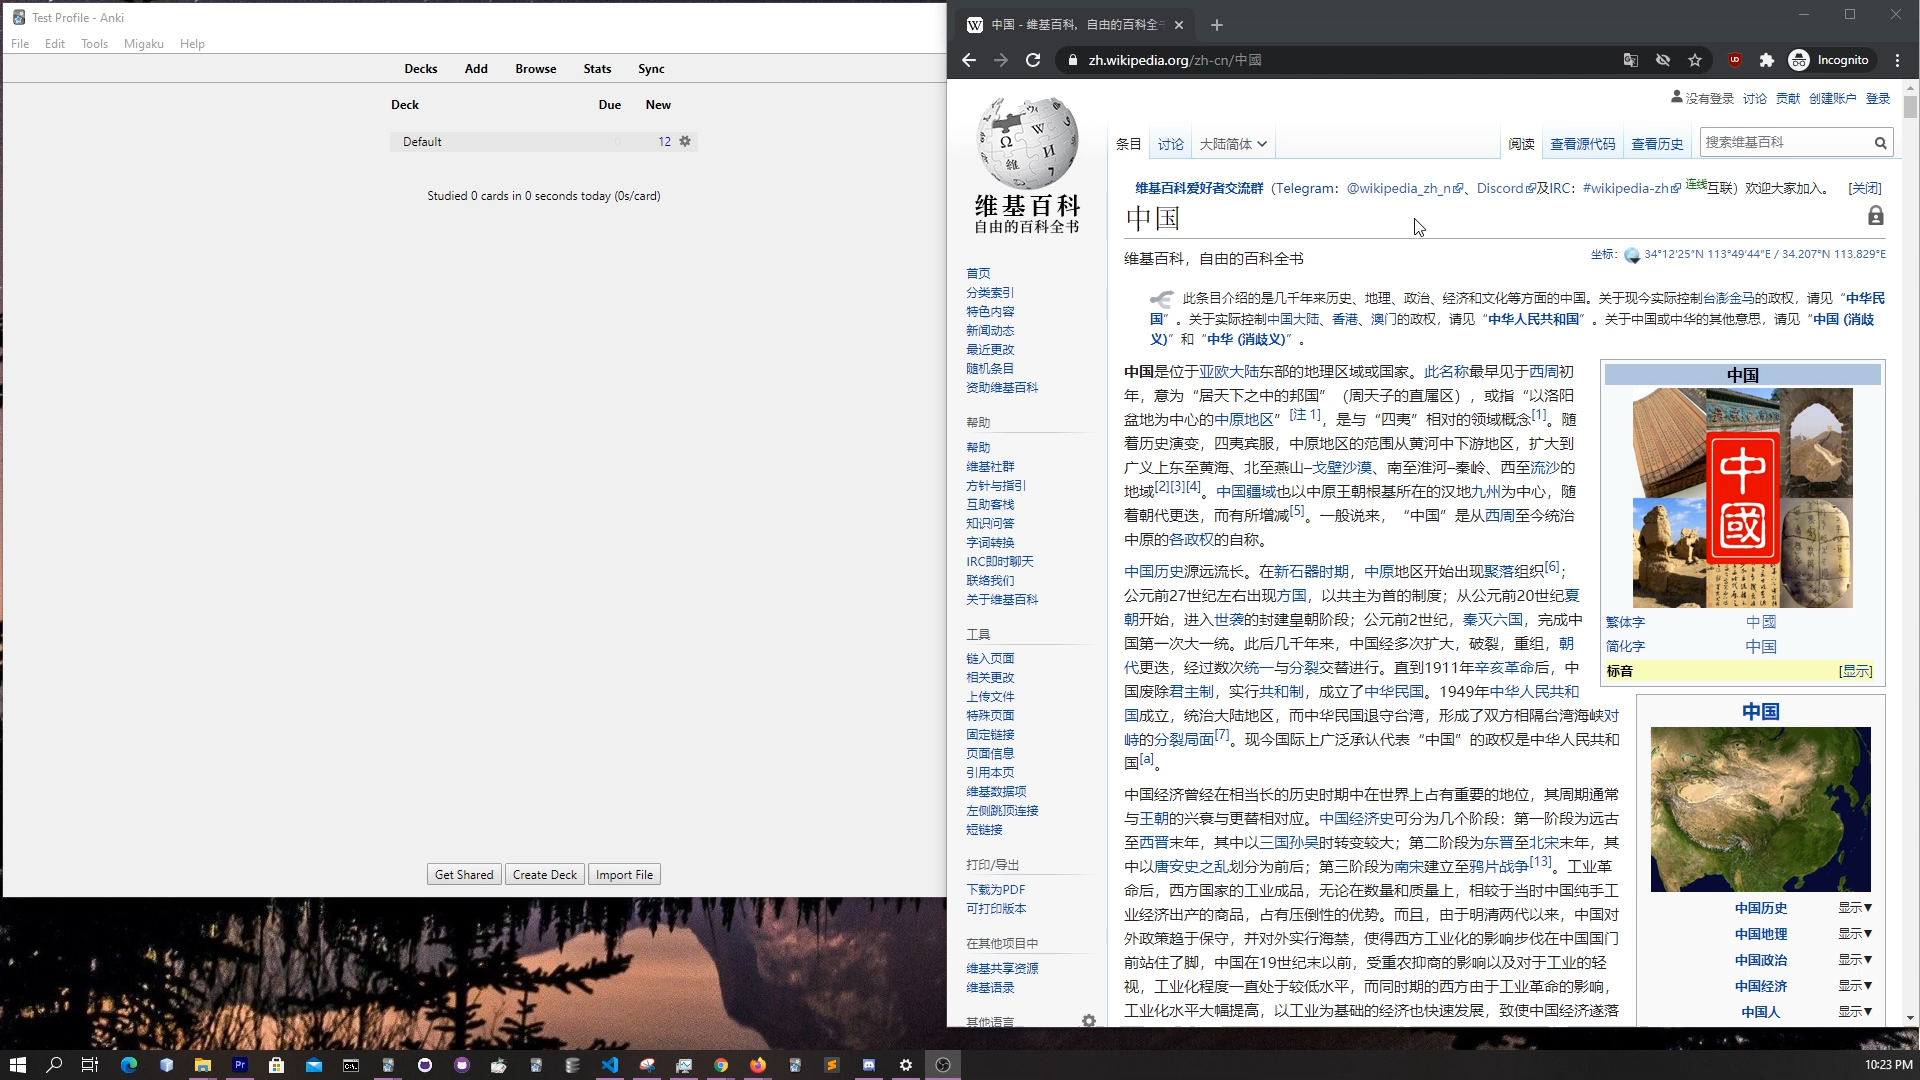 Test Profile - Anki
File Edit Tools Migaku Help
Decks Add Browse Stats Sync
Deck Due New
Default 0 12
Studied 0 cards in 0 seconds today (0s/card)
Get Shared Create Deck Import File
中国 - 维基百科，自由的百科全
zh.wikipedia.org/zh-cn/中國
Incognito
没有登录 讨论 贡献 创建账户 登录
条目 讨论 大陆简体 阅读 查看源代码 查看历史 搜索维基百科
维基百科
自由的百科全书
首页
分类索引
特色内容
新闻动态
最近更改
随机条目
资助维基百科
帮助
帮助
维基社群
方针与指引
互助客栈
知识问答
字词转换
IRC即时聊天
联络我们
关于维基百科
工具
链入页面
相关更改
上传文件
特殊页面
固定链接
页面信息
引用本页
维基数据项
左侧跳顶连接
短链接
打印/导出
下载为PDF
可打印版本
在其他项目中
维基共享资源
维基语录
其他语言
维基百科爱好者交流群（Telegram：@wikipedia_zh_n、Discord及IRC：#wikipedia-zh 连线互联）欢迎大家加入。 [关闭]
中国
维基百科，自由的百科全书
坐标： 34°12′25″N 113°49′44″E / 34.207°N 113.829°E
此条目介绍的是几千年来历史、地理、政治、经济和文化等方面的中国。关于现今实际控制台澎金马的政权，请见“中华民
国”。关于实际控制中国大陆、香港、澳门的政权，请见“中华人民共和国”。关于中国或中华的其他意思，请见“中国 (消歧
义)”和“中华 (消歧义)”。
中国是位于亚欧大陆东部的地理区域或国家。此名称最早见于西周初
年，意为“居天下之中的邦国”（周天子的直属区），或指“以洛阳
盆地为中心的中原地区”[注 1]，是与“四夷”相对的领域概念[1]。随
着历史演变，四夷宾服，中原地区的范围从黄河中下游地区，扩大到
广义上东至黄海、北至燕山–戈壁沙漠、南至淮河–秦岭、西至流沙的
地域[2][3][4]。中国疆域也以中原王朝根基所在的汉地九州为中心，随
着朝代更迭，而有所增减[5]。一般说来，“中国”是从西周至今统治
中原的各政权的自称。
中国历史源远流长。在新石器时期，中原地区开始出现聚落组织[6]；
公元前27世纪左右出现方国，以共主为首的制度；从公元前20世纪夏
朝开始，进入世袭的封建皇朝阶段；公元前2世纪，秦灭六国，完成中
国第一次大一统。此后几千年来，中国经多次扩大，破裂，重组，朝
代更迭，经过数次统一与分裂交替进行。直到1911年辛亥革命后，中
国废除君主制，实行共和制，成立了中华民国。1949年中华人民共和
国成立，统治大陆地区，而中华民国退守台湾，形成了双方相隔台湾海峡对
峙的分裂局面[7]。现今国际上广泛承认代表“中国”的政权是中华人民共和
国[a]。
中国经济曾经在相当长的历史时期中在世界上占有重要的地位，其周期通常
与王朝的兴衰与更替相对应。中国经济史可分为几个阶段：第一阶段为远古
至西晋末年，其中以三国孙吴时转变较大；第二阶段为东晋至北宋末年，其
中以唐安史之乱划分为前后；第三阶段为南宋建立至鸦片战争[13]。工业革
命后，西方国家的工业成品，无论在数量和质量上，相较于当时中国纯手工
业经济出产的商品，占有压倒性的优势。而且，由于明清两代以来，中国对
外政策趋于保守，并对外实行海禁，使得西方工业化的影响步伐在中国国门
前站住了脚，中国在19世纪末以前，受重农抑商的影响以及对于工业的轻
视，工业化程度一直处于较低水平，而同时期的西方由于工业革命的影响，
工业化水平大幅提高，以工业为基础的经济也快速发展，致使中国经济遂落
中国
中國
繁体字 中國
简化字 中国
标音 [显示]
中国
中国历史 显示▼
中国地理 显示▼
中国政治 显示▼
中国经济 显示▼
中国人 显示▼
10:23 PM